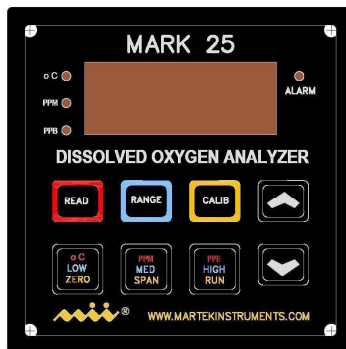 MARK 25
o C
ALARM
PPM
PPB
DISSOLVED OXYGEN ANALYZER
READ RANGE CALIB
o C PPM PPB
LOW MED HIGH
ZERO SPAN RUN
® WWW.MARTEKINSTRUMENTS.COM